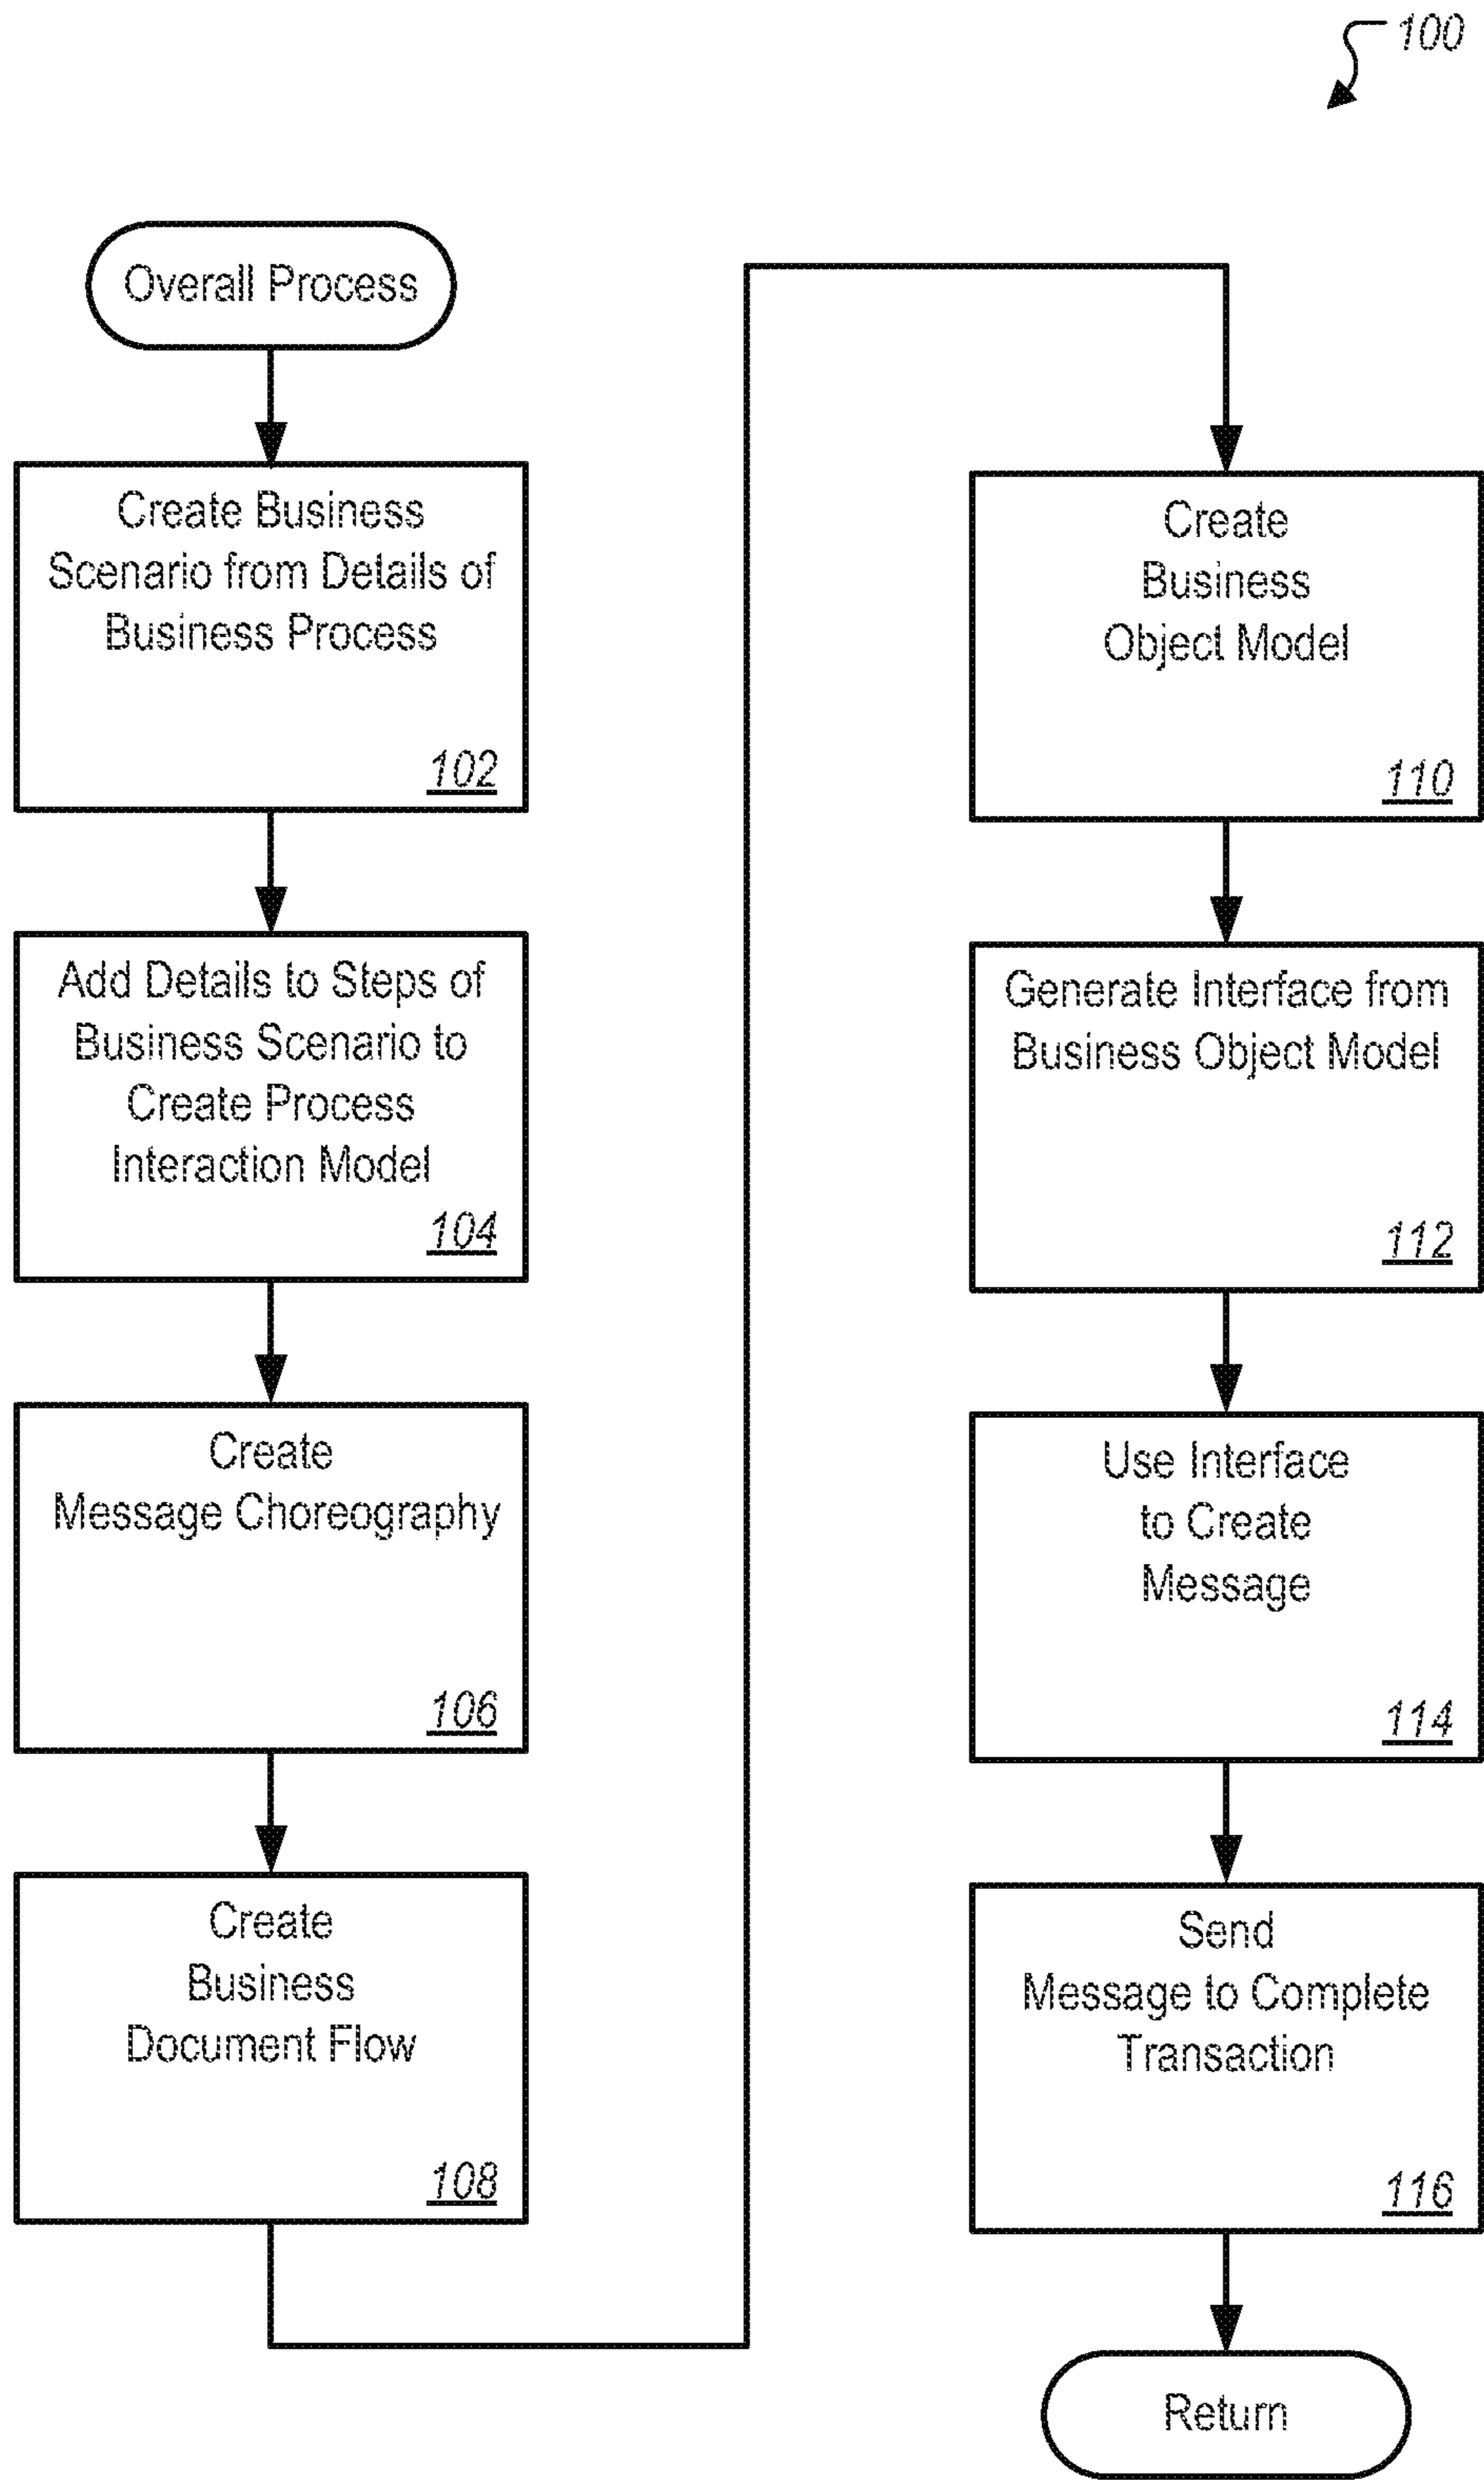 100
Overall Process
Create Business
Scenario from Details of
Business Process
102
Add Details to Steps of
Business Scenario to
Create Process
Interaction Model
104
Create
Message Choreography
106
Create
Business
Document Flow
108
Create
Business
Object Model
110
Generate Interface from
Business Object Model
112
Use Interface
to Create
Message
114
Send
Message to Complete
Transaction
116
Return